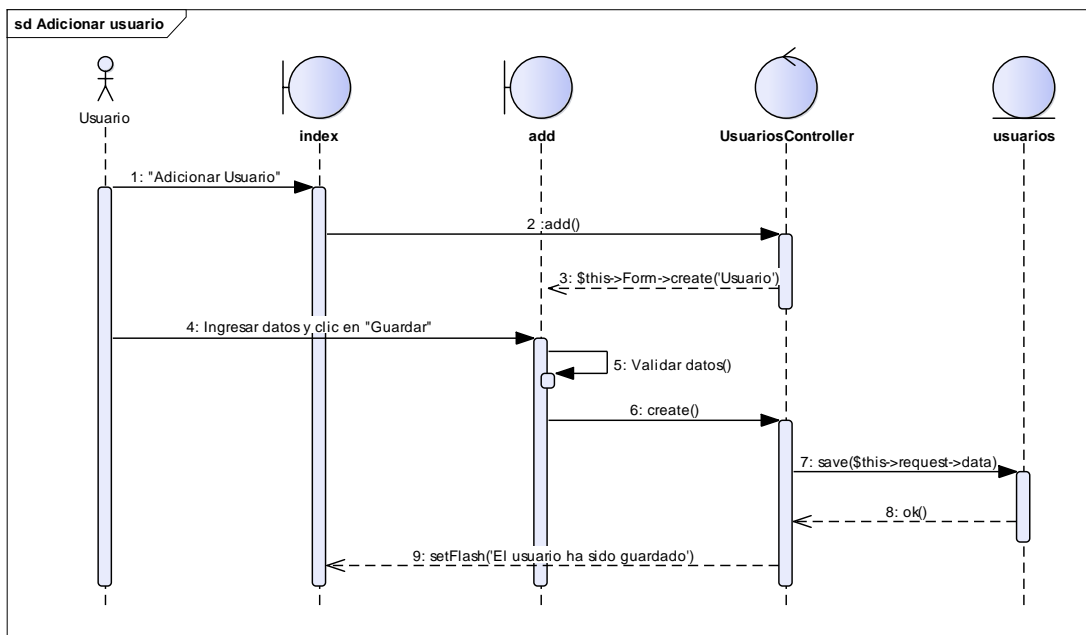 sd Adicionar usuario
Usuario
index
add
UsuariosController
usuarios
1: "Adicionar Usuario"
2 :add()
3: $this->Form->create('Usuario')
4: Ingresar datos y clic en "Guardar"
5: Validar datos()
6: create()
7: save($this->request->data)
8: ok()
9: setFlash('El usuario ha sido guardado')